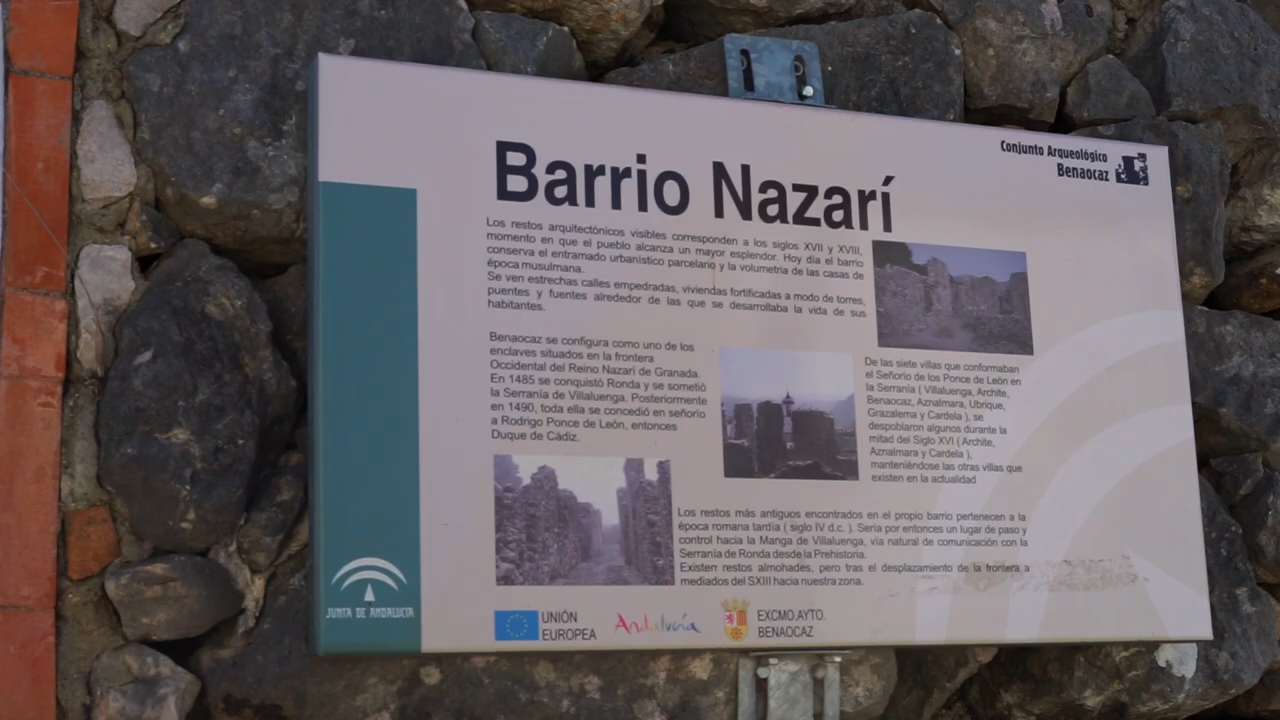 Conjunto Arqueológico
Benaocaz
Barrio Nazarí
Los restos arquitectónicos visibles corresponden a los siglos XVII y XVIII,
momento en que el pueblo alcanza un mayor esplendor. Hoy día el barrio
conserva el entramado urbanístico parcelario y la volumetria de las casas de
época musulmana.
Se ven estrechas calles empedradas, viviendas fortificadas a modo de torres,
puentes y fuentes alrededor de las que se desarrollaba la vida de sus
habitantes.
Benaocaz se configura como uno de los
enclaves situados en la frontera
Occidental del Reino Nazarí de Granada.
En 1485 se conquistó Ronda y se sometió
la Serranía de Villaluenga. Posteriormente
en 1490, toda ella se concedió en señorío
a Rodrigo Ponce de León, entonces
Duque de Cádiz.
De las siete villas que conformaban
el Señorio de los Ponce de León en
la Serranía ( Villaluenga, Archite,
Benaocaz, Aznalmara, Ubrique,
Grazalema y Cardela ), se
despoblaron algunos durante la
mitad del Siglo XVI ( Archite,
Aznalmara y Cardela ),
manteniéndose las otras villas que
existen en la actualidad
Los restos más antiguos encontrados en el propio barrio pertenecen a la
época romana tardía ( siglo IV d.c. ). Sería por entonces un lugar de paso y
control hacia la Manga de Villaluenga, vía natural de comunicación con la
Serranía de Ronda desde la Prehistoria.
Existen restos almohades, pero tras el desplazamiento de la frontera a
mediados del SXIII hacia nuestra zona.
JUNTA DE ANDALUCIA
UNIÓN
EUROPEA
Andalucía
EXCMO.AYTO.
BENAOCAZ